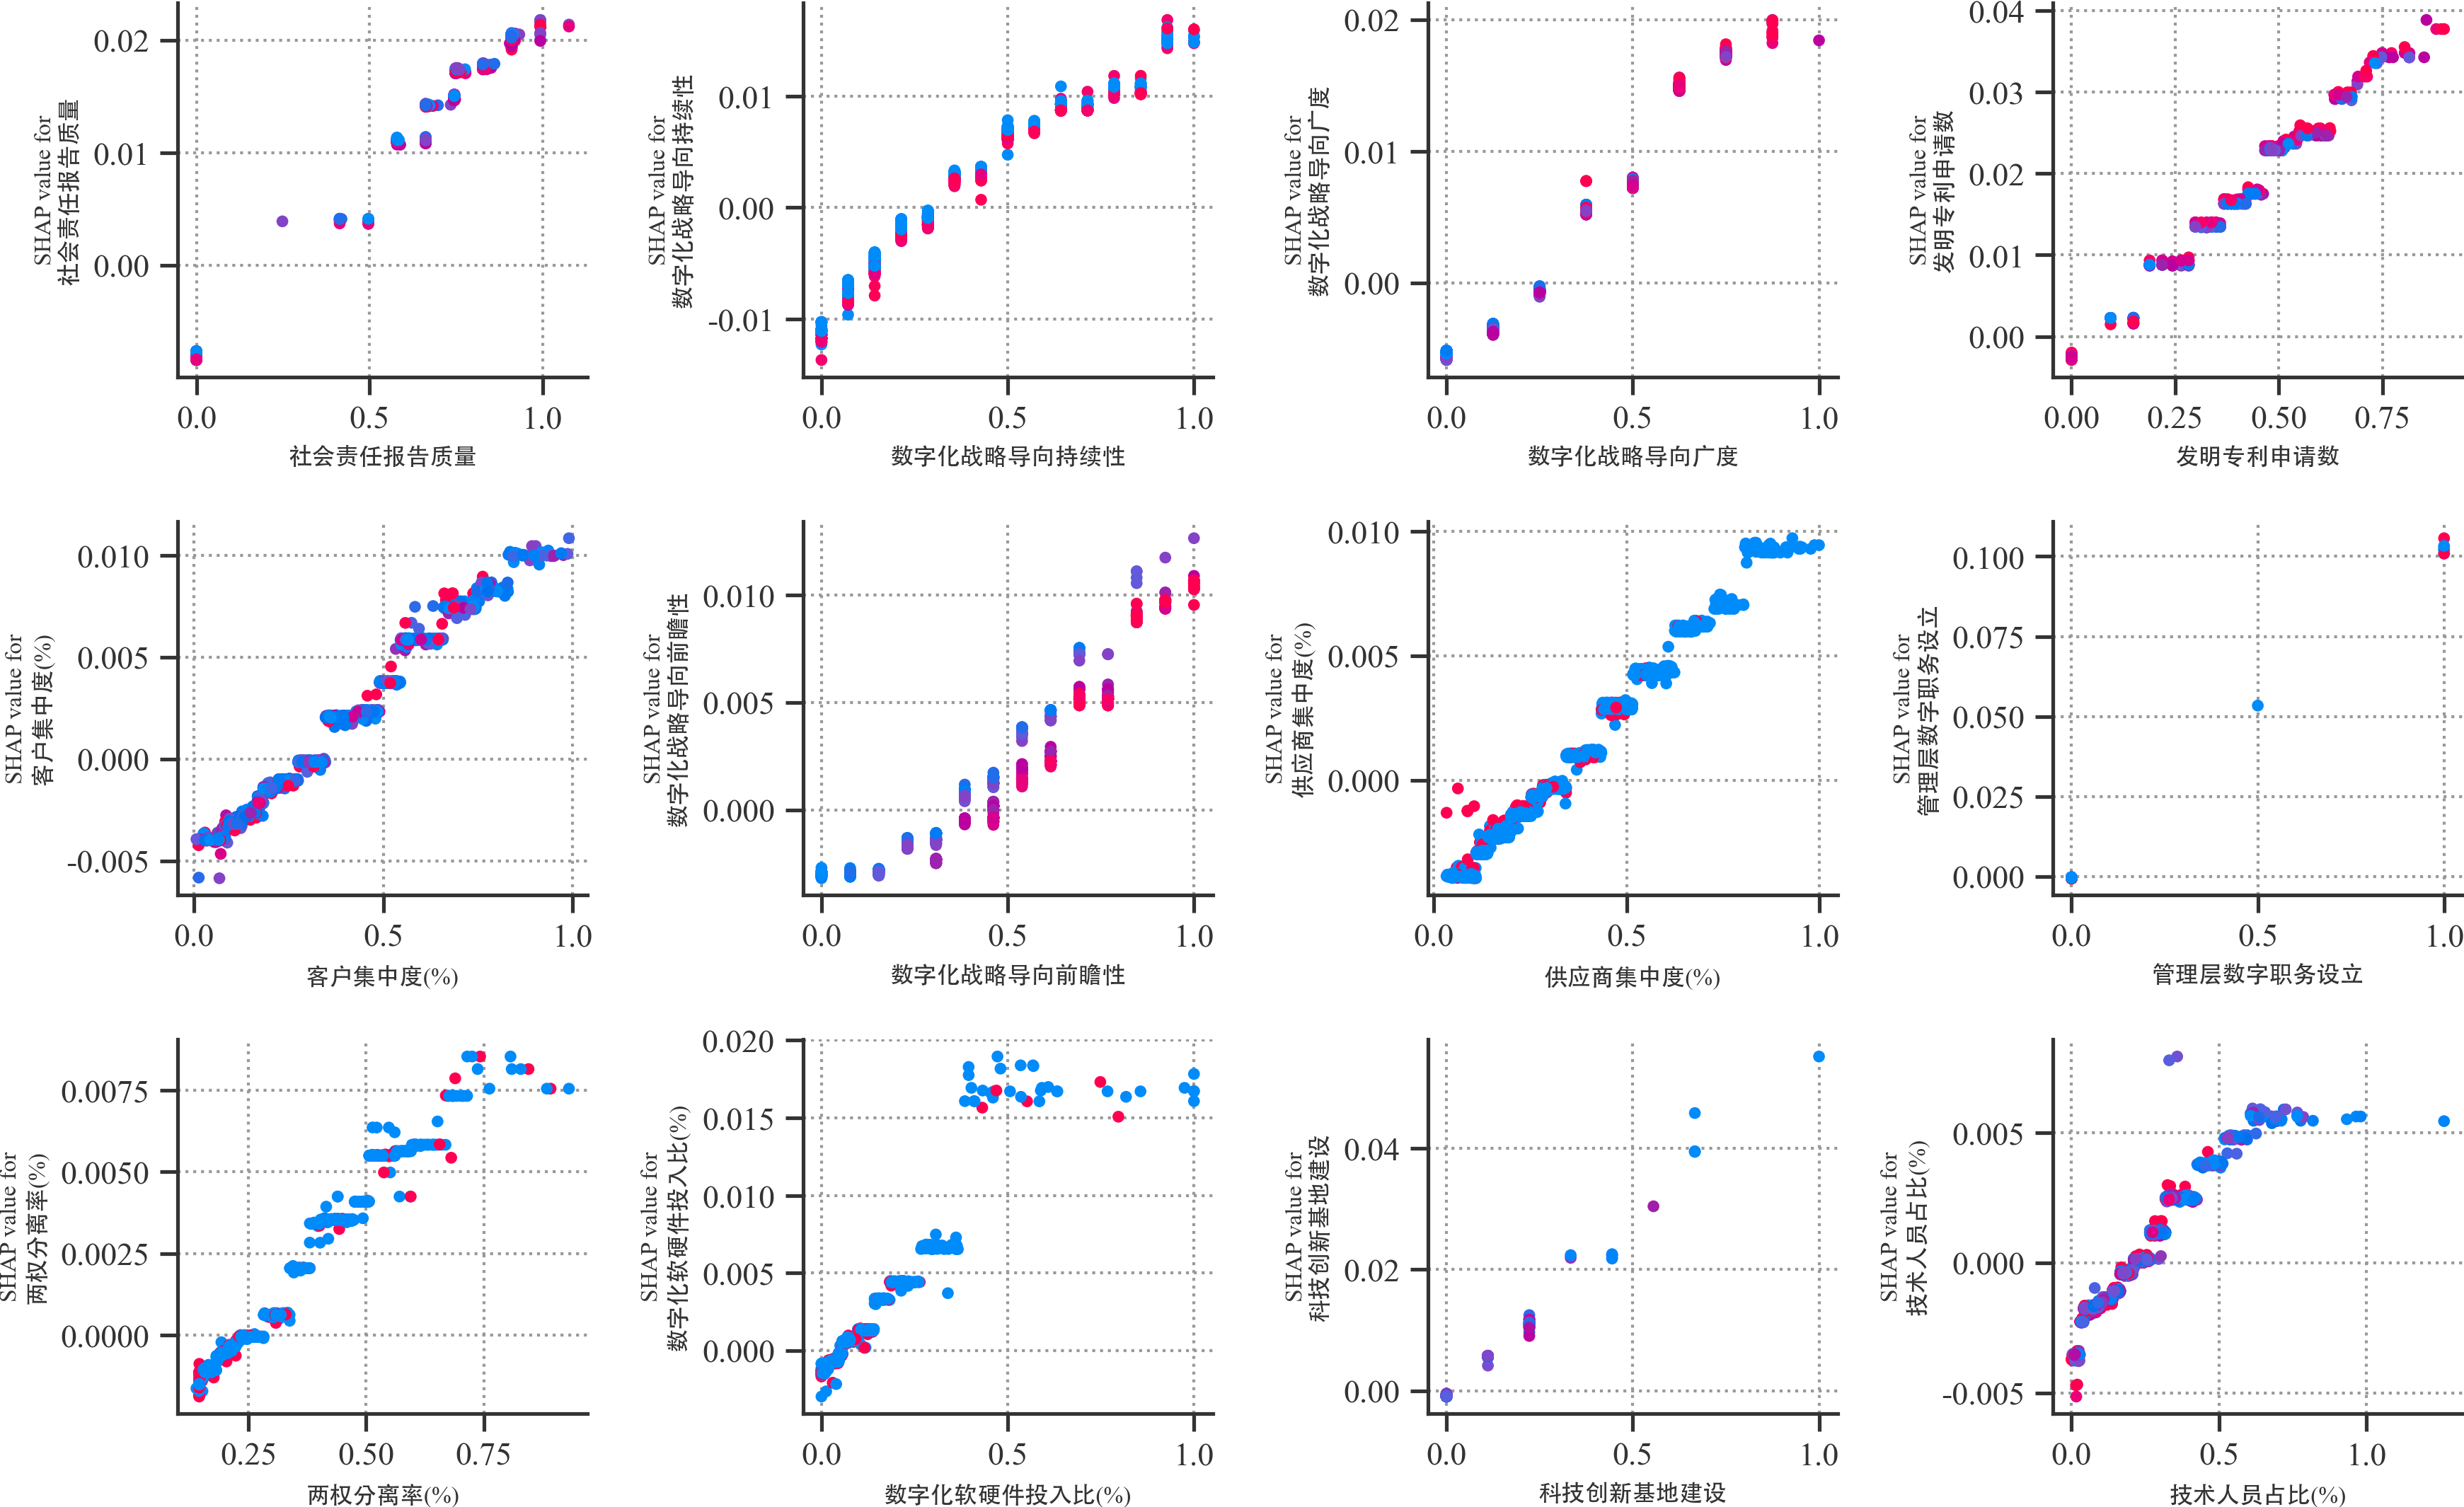 0.02
0.01
0.00
SHAP value for
社会责任报告质量
0.0 0.5 1.0
社会责任报告质量
0.01
0.00
-0.01
SHAP value for
数字化战略导向持续性
0.0 0.5 1.0
数字化战略导向持续性
0.02
0.01
0.00
SHAP value for
数字化战略导向广度
0.0 0.5 1.0
数字化战略导向广度
0.04
0.03
0.02
0.01
0.00
SHAP value for
发明专利申请数
0.00 0.25 0.50 0.75
发明专利申请数
0.010
0.005
0.000
-0.005
SHAP value for
客户集中度(%)
0.0 0.5 1.0
客户集中度(%)
0.010
0.005
0.000
SHAP value for
数字化战略导向前瞻性
0.0 0.5 1.0
数字化战略导向前瞻性
0.010
0.005
0.000
SHAP value for
供应商集中度(%)
0.0 0.5 1.0
供应商集中度(%)
0.100
0.075
0.050
0.025
0.000
SHAP value for
管理层数字职务设立
0.0 0.5 1.0
管理层数字职务设立
0.0075
0.0050
0.0025
0.0000
SHAP value for
两权分离率(%)
0.25 0.50 0.75
两权分离率(%)
0.020
0.015
0.010
0.005
0.000
SHAP value for
数字化软硬件投入比(%)
0.0 0.5 1.0
数字化软硬件投入比(%)
0.04
0.02
0.00
SHAP value for
科技创新基地建设
0.0 0.5 1.0
科技创新基地建设
0.005
0.000
-0.005
SHAP value for
技术人员占比(%)
0.0 0.5 1.0
技术人员占比(%)